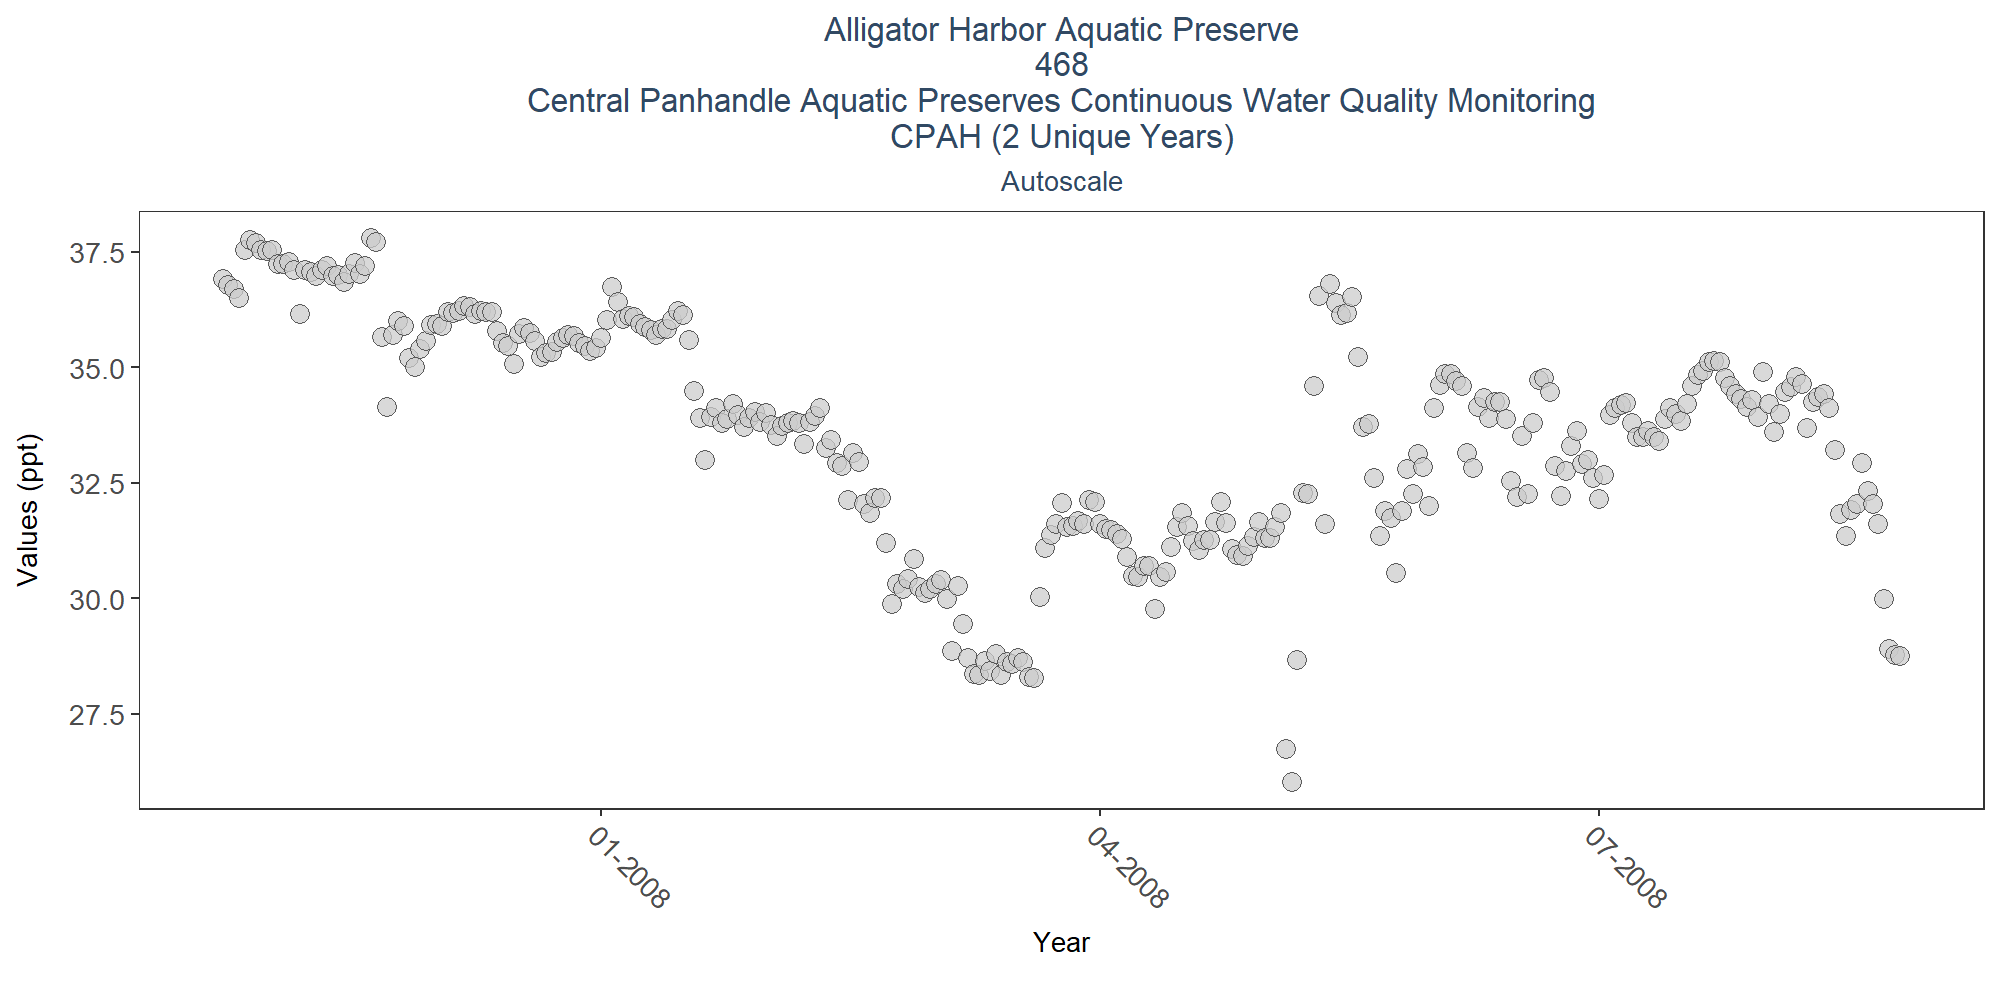 Alligator Harbor Aquatic Preserve
468
Central Panhandle Aquatic Preserves Continuous Water Quality Monitoring
CPAH (2 Unique Years)
Autoscale
Values (ppt)
37.5
35.0
32.5
30.0
27.5
01-2008
04-2008
07-2008
Year